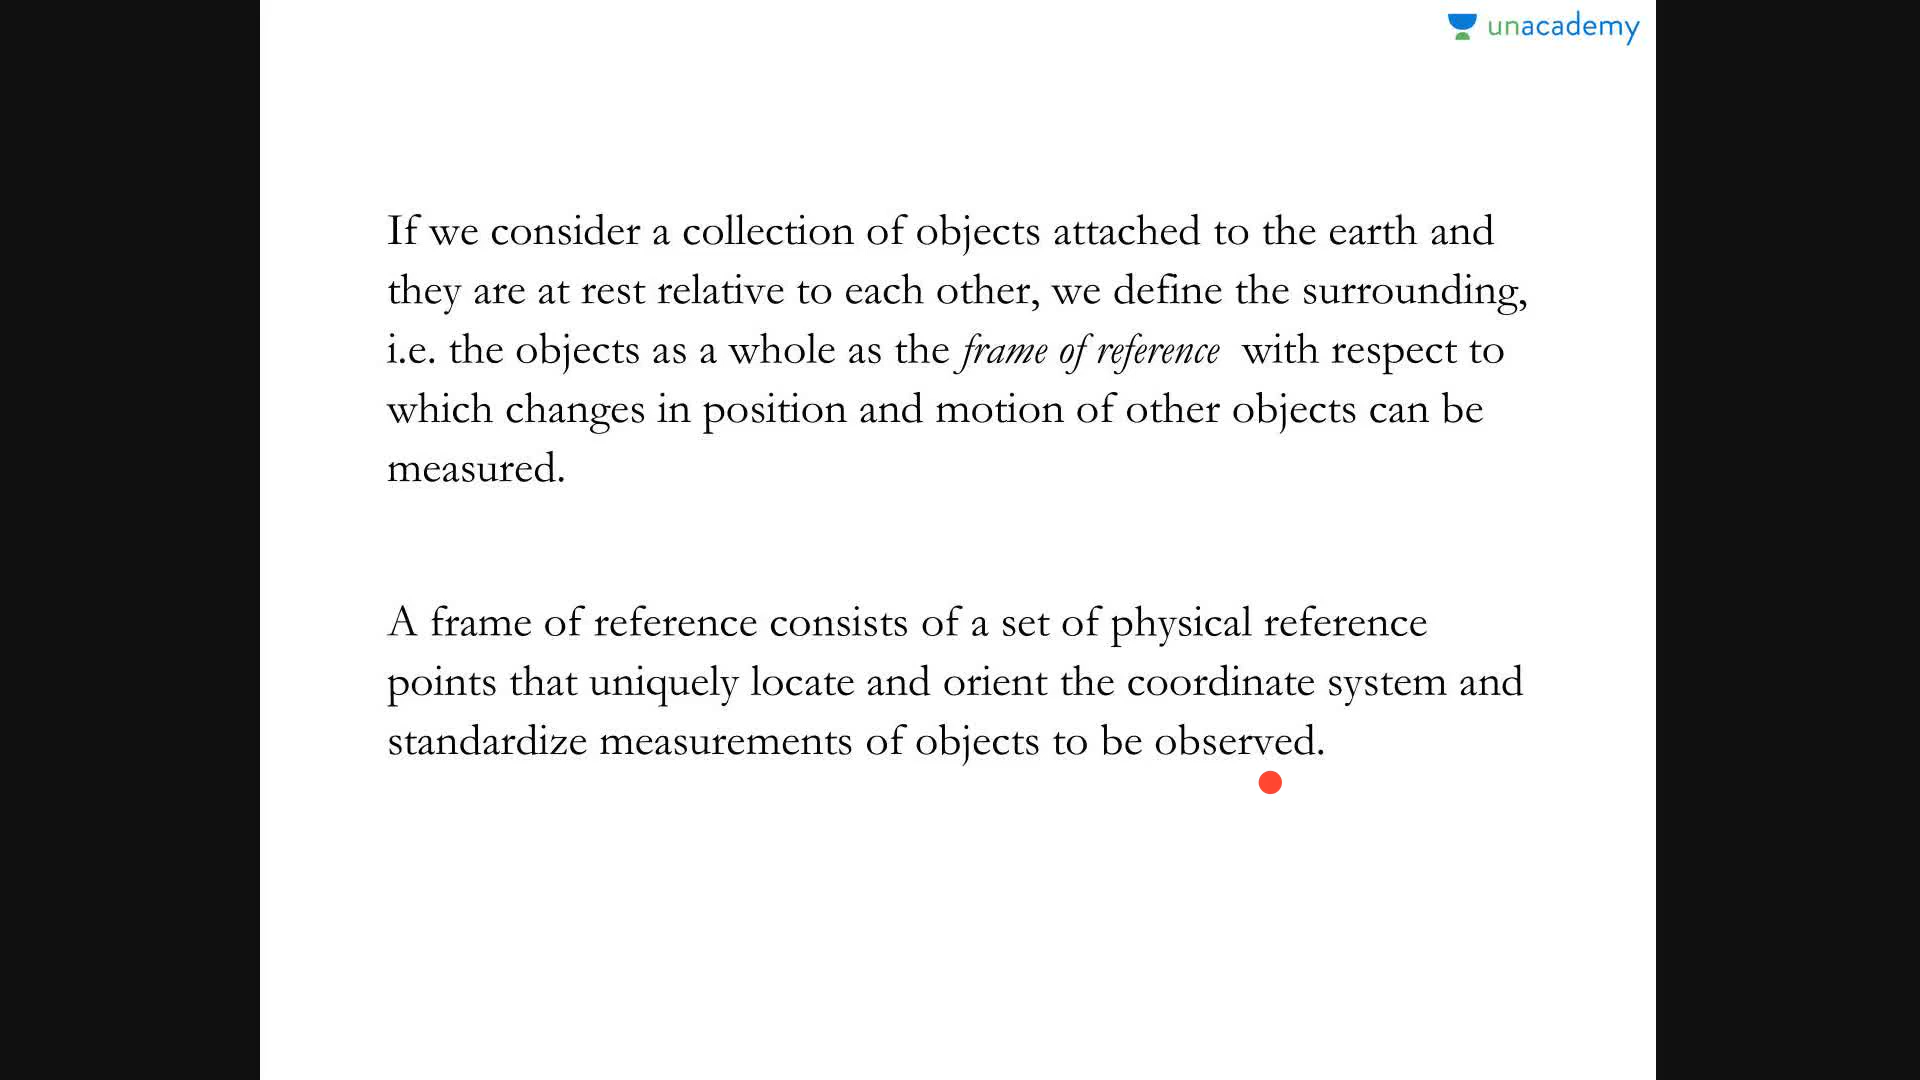 unacademy
If we consider a collection of objects attached to the earth and
they are at rest relative to each other, we define the surrounding,
i.e. the objects as a whole as the frame of reference with respect to
which changes in position and motion of other objects can be
measured.
A frame of reference consists of a set of physical reference
points that uniquely locate and orient the coordinate system and
standardize measurements of objects to be observed.